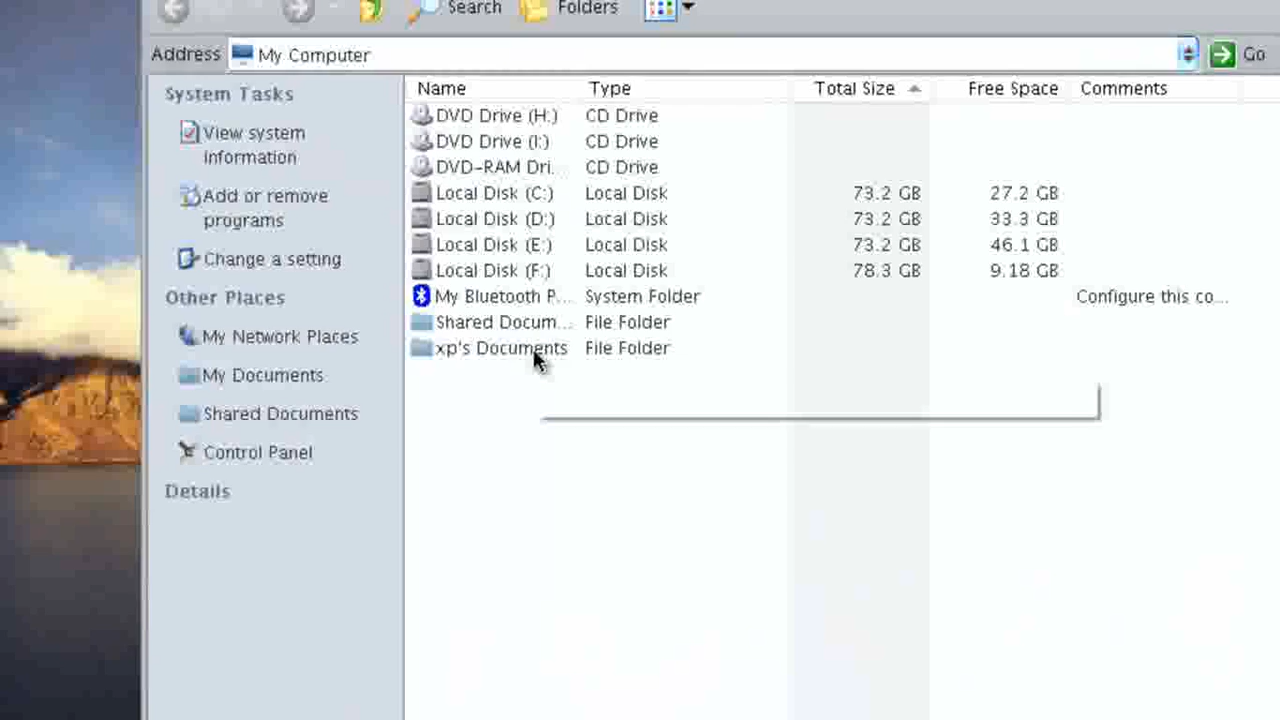 Search Folders
Address My Computer Go
System Tasks
View system
information
Add or remove
programs
Change a setting
Other Places
My Network Places
My Documents
Shared Documents
Control Panel
Details
Name Type Total Size Free Space Comments
DVD Drive (H:) CD Drive
DVD Drive (I:) CD Drive
DVD-RAM Dri... CD Drive
Local Disk (C:) Local Disk 73.2 GB 27.2 GB
Local Disk (D:) Local Disk 73.2 GB 33.3 GB
Local Disk (E:) Local Disk 73.2 GB 46.1 GB
Local Disk (F:) Local Disk 78.3 GB 9.18 GB
My Bluetooth P... System Folder Configure this co...
Shared Docum... File Folder
xp's Documents File Folder